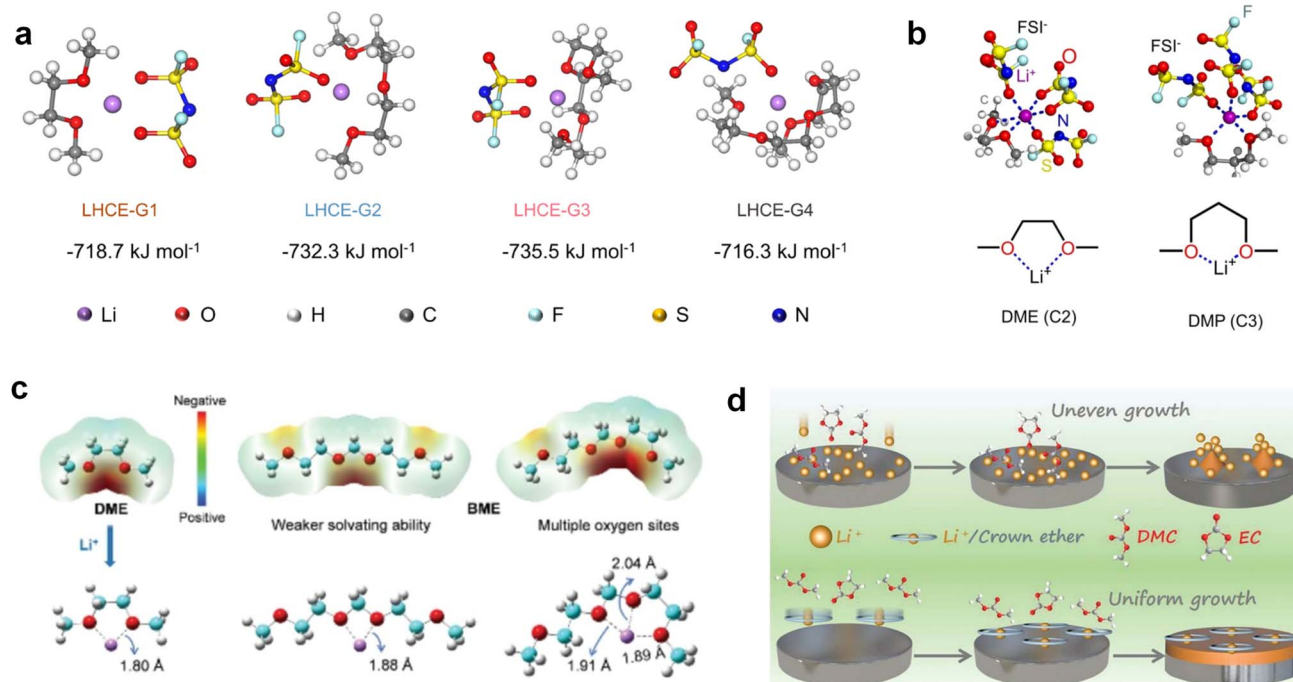 a
LHCE-G1
LHCE-G2
LHCE-G3
LHCE-G4
-718.7 kJ mol⁻¹
-732.3 kJ mol⁻¹
-735.5 kJ mol⁻¹
-716.3 kJ mol⁻¹
Li
O
H
C
F
S
N
b
FSI⁻
Li⁺
O
C
N
S
FSI⁻
F
O
O
Li⁺
O
O
Li⁺
DME (C2)
DMP (C3)
c
Negative
Positive
DME
Li⁺
1.80 Å
Weaker solvating ability
BME
Multiple oxygen sites
1.88 Å
2.04 Å
1.91 Å
1.89 Å
d
Uneven growth
Li⁺
Li⁺/Crown ether
DMC
EC
Uniform growth